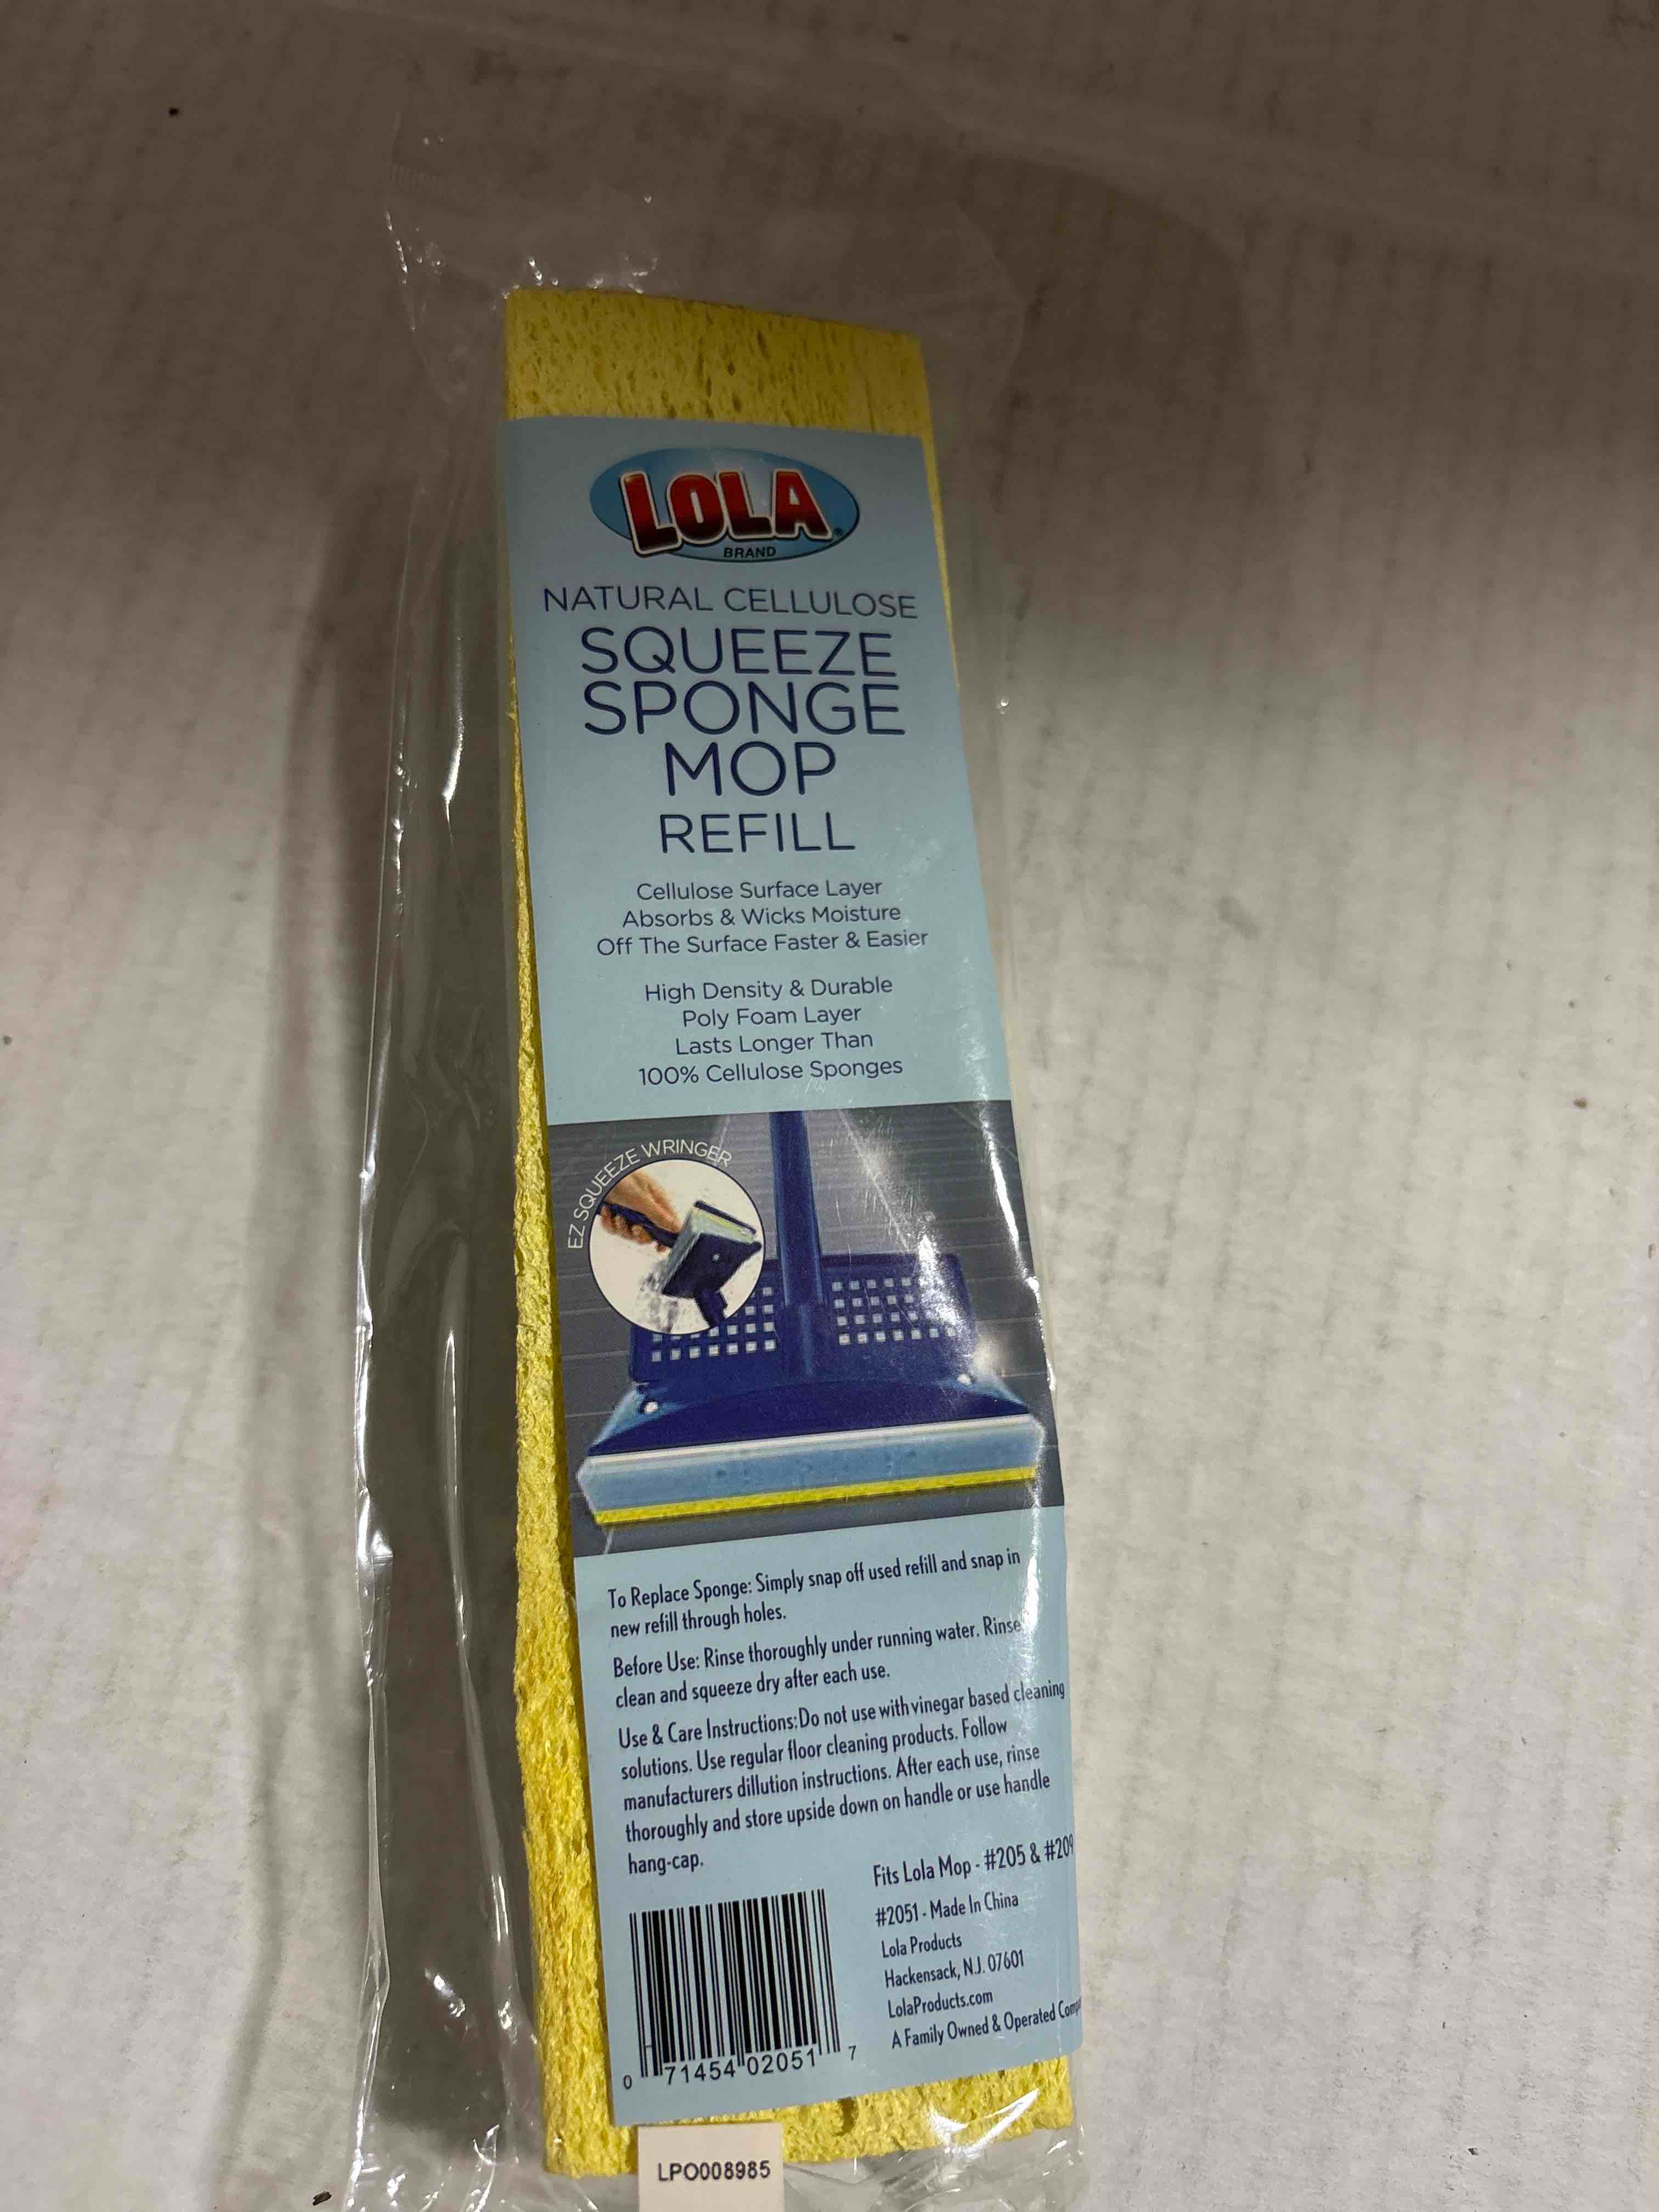 LOLA
BRAND
NATURAL CELLULOSE
SQUEEZE
SPONGE
MOP
REFILL
Cellulose Surface Layer
Absorbs & Wicks Moisture
Off The Surface Faster & Easier
High Density & Durable
Poly Foam Layer
Lasts Longer Than
100% Cellulose Sponges
EZ SQUEEZE WRINGER
To Replace Sponge: Simply snap off used refill and snap in
new refill through holes.
Before Use: Rinse thoroughly under running water. Rinse
clean and squeeze dry after each use.
Use & Care Instructions:Do not use with vinegar based cleaning
solutions. Use regular floor cleaning products. Follow
manufacturers dillution instructions. After each use, rinse
thoroughly and store upside down on handle or use handle
hang-cap.
Fits Lola Mop - #205 & #209
#2051 - Made In China
Lola Products
Hackensack, N.J. 07601
LolaProducts.com
A Family Owned & Operated
0 71454 02051 7
LPO008985